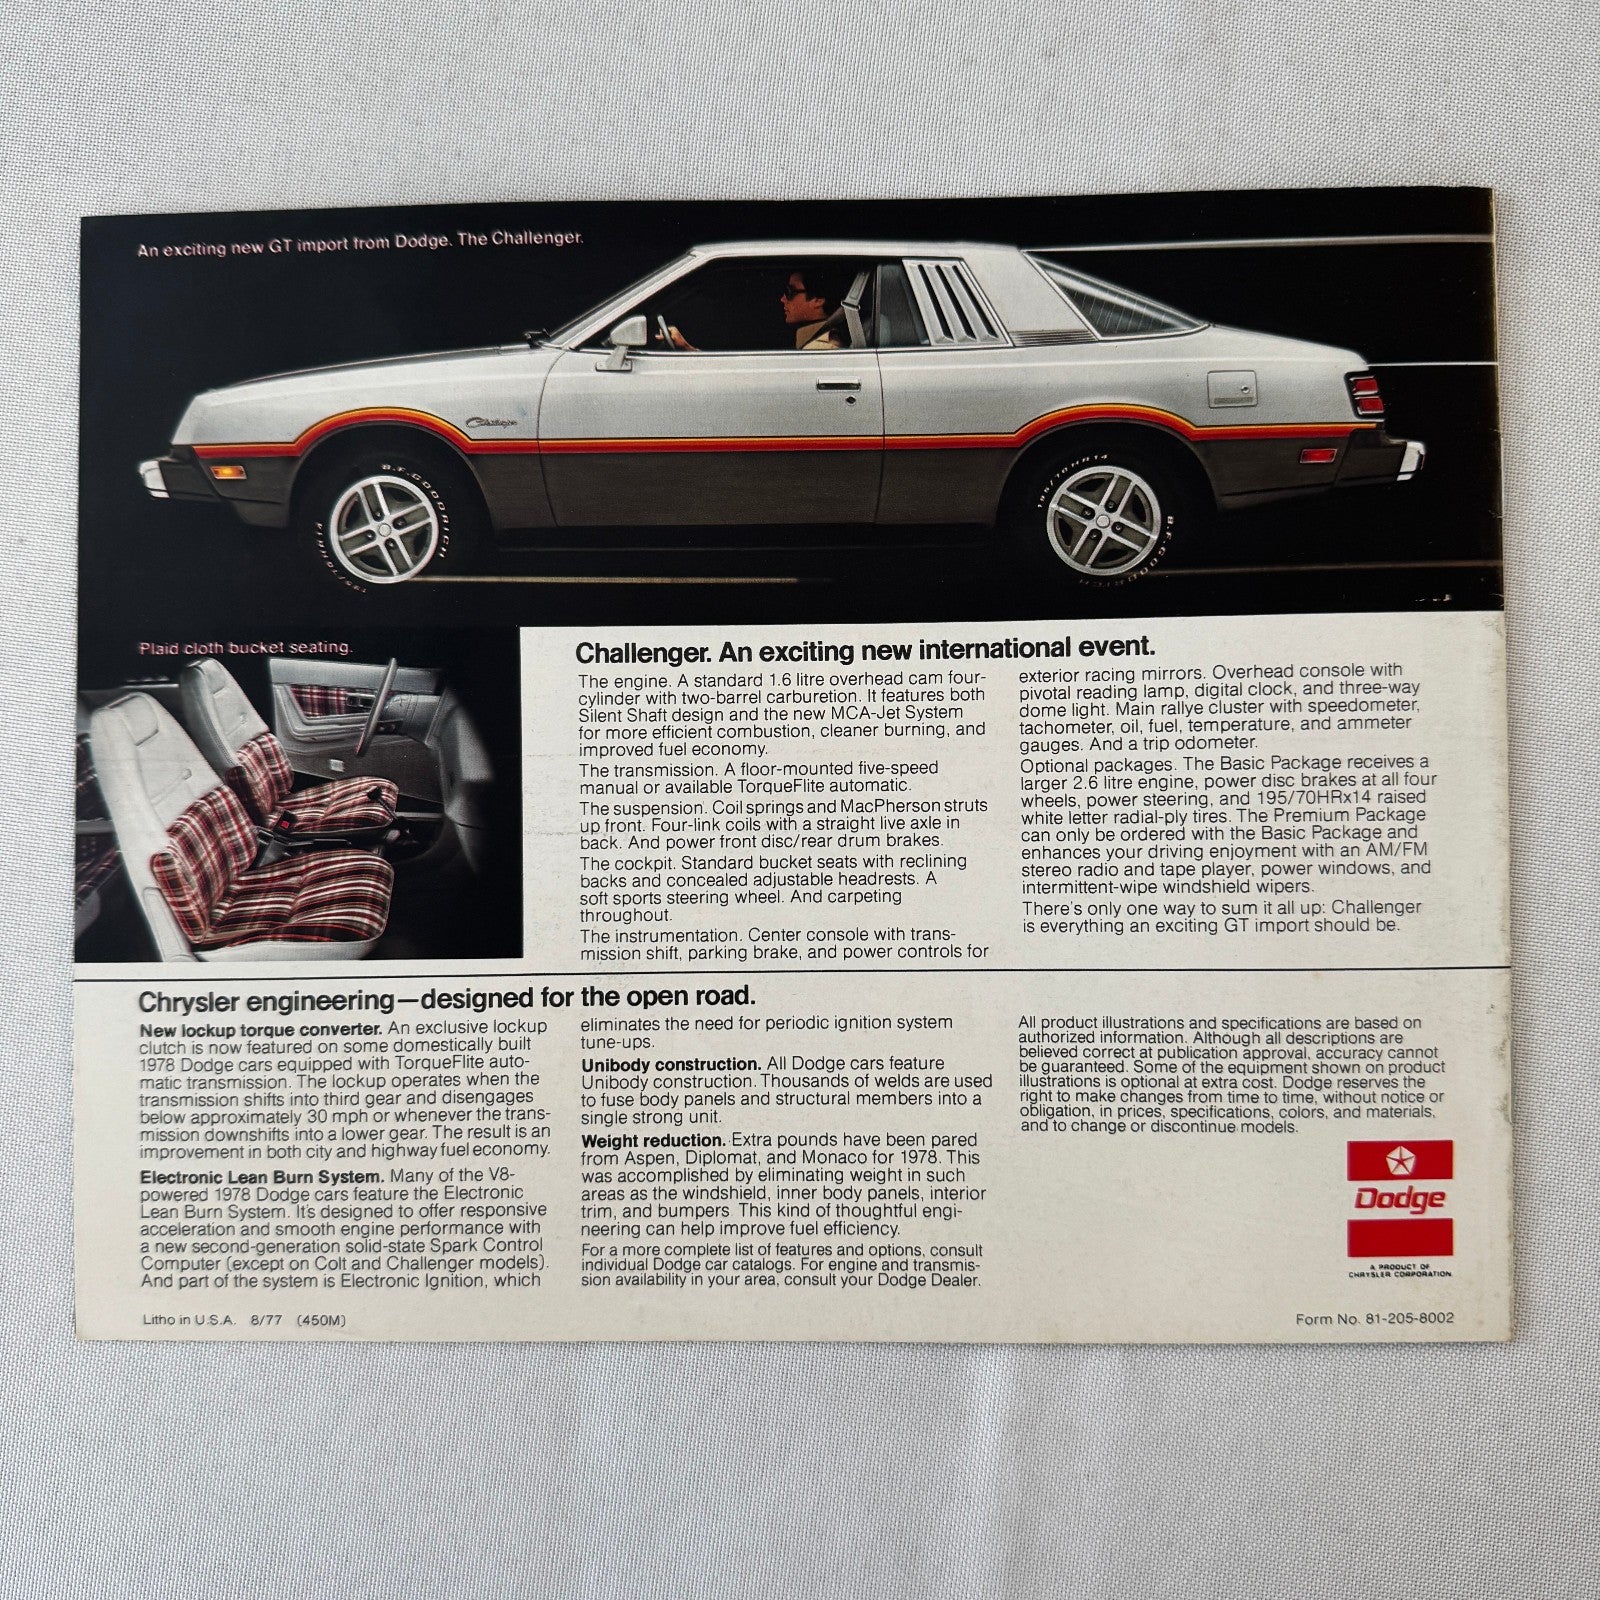 An exciting new GT import from Dodge. The Challenger.
Challenger
B.F.GOODRICH
195/70HR14
195/70HR14
B.F.GOODRICH
Plaid cloth bucket seating.
Challenger. An exciting new international event.
The engine. A standard 1.6 litre overhead cam four-
cylinder with two-barrel carburetion. It features both
Silent Shaft design and the new MCA-Jet System
for more efficient combustion, cleaner burning, and
improved fuel economy.
The transmission. A floor-mounted five-speed
manual or available TorqueFlite automatic.
The suspension. Coil springs and MacPherson struts
up front. Four-link coils with a straight live axle in
back. And power front disc/rear drum brakes.
The cockpit. Standard bucket seats with reclining
backs and concealed adjustable headrests. A
soft sports steering wheel. And carpeting
throughout.
The instrumentation. Center console with trans-
mission shift, parking brake, and power controls for
exterior racing mirrors. Overhead console with
pivotal reading lamp, digital clock, and three-way
dome light. Main rallye cluster with speedometer,
tachometer, oil, fuel, temperature, and ammeter
gauges. And a trip odometer.
Optional packages. The Basic Package receives a
larger 2.6 litre engine, power disc brakes at all four
wheels, power steering, and 195/70HRx14 raised
white letter radial-ply tires. The Premium Package
can only be ordered with the Basic Package and
enhances your driving enjoyment with an AM/FM
stereo radio and tape player, power windows, and
intermittent-wipe windshield wipers.
There's only one way to sum it all up: Challenger
is everything an exciting GT import should be.
Chrysler engineering—designed for the open road.
New lockup torque converter. An exclusive lockup
clutch is now featured on some domestically built
1978 Dodge cars equipped with TorqueFlite auto-
matic transmission. The lockup operates when the
transmission shifts into third gear and disengages
below approximately 30 mph or whenever the trans-
mission downshifts into a lower gear. The result is an
improvement in both city and highway fuel economy.
Electronic Lean Burn System. Many of the V8-
powered 1978 Dodge cars feature the Electronic
Lean Burn System. It's designed to offer responsive
acceleration and smooth engine performance with
a new second-generation solid-state Spark Control
Computer (except on Colt and Challenger models).
And part of the system is Electronic Ignition, which
eliminates the need for periodic ignition system
tune-ups.
Unibody construction. All Dodge cars feature
Unibody construction. Thousands of welds are used
to fuse body panels and structural members into a
single strong unit.
Weight reduction. Extra pounds have been pared
from Aspen, Diplomat, and Monaco for 1978. This
was accomplished by eliminating weight in such
areas as the windshield, inner body panels, interior
trim, and bumpers. This kind of thoughtful engi-
neering can help improve fuel efficiency.
For a more complete list of features and options, consult
individual Dodge car catalogs. For engine and transmis-
sion availability in your area, consult your Dodge Dealer.
All product illustrations and specifications are based on
authorized information. Although all descriptions are
believed correct at publication approval, accuracy cannot
be guaranteed. Some of the equipment shown on product
illustrations is optional at extra cost. Dodge reserves the
right to make changes from time to time, without notice or
obligation, in prices, specifications, colors, and materials,
and to change or discontinue models.
Dodge
A PRODUCT OF
CHRYSLER CORPORATION
Litho in U.S.A. 8/77 (450M)
Form No. 81-205-8002